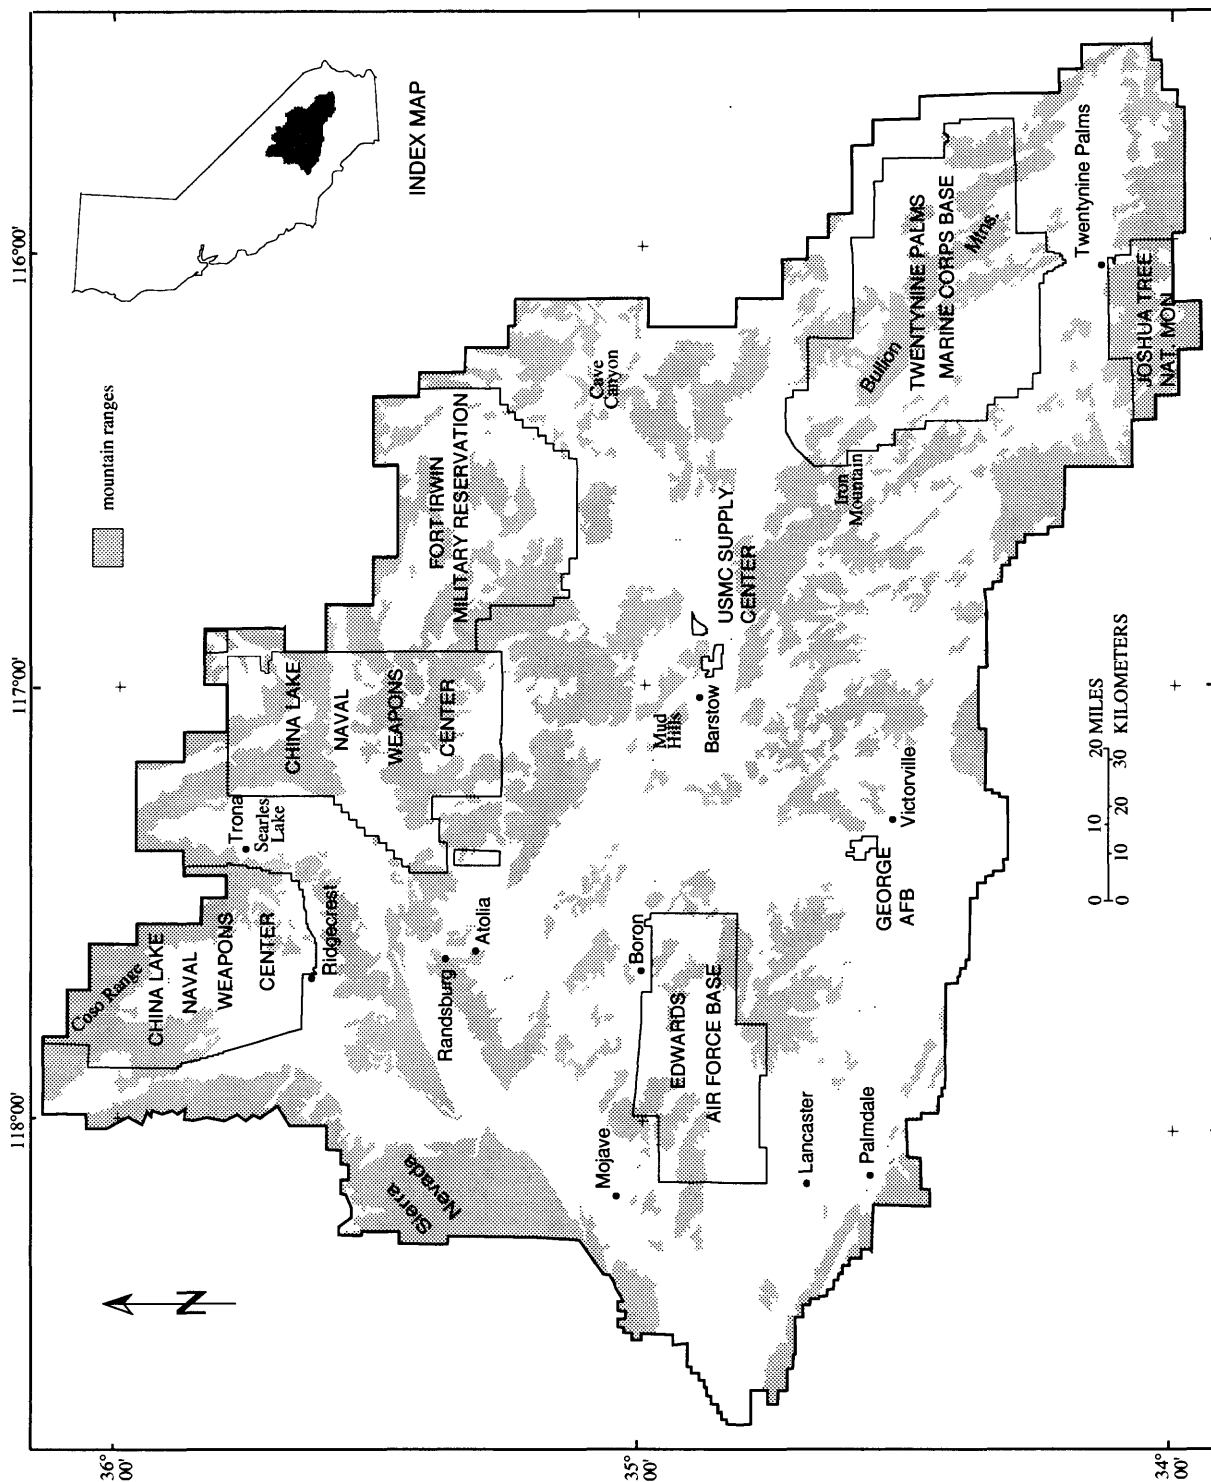 118°00'
117°00'
116°00'
36°
00'
35°
00'
34°
00'
N
mountain ranges
INDEX MAP
Coso Range
CHINA LAKE
NAVAL
WEAPONS
CENTER
Ridgecrest
Trona
Searles
Lake
CHINA LAKE
NAVAL
WEAPONS
CENTER
FORT IRWIN
MILITARY RESERVATION
Sierra
Nevada
Randsburg
Atolia
Cave
Canyon
Mojave
Boron
Mud
Hills
Barstow
USMC SUPPLY
CENTER
EDWARDS
AIR FORCE BASE
Lancaster
Palmdale
GEORGE
AFB
Victorville
Iron
Mountain
Bullion
Mtns.
TWENTYNINE PALMS
MARINE CORPS BASE
Twentynine Palms
JOSHUA TREE
NAT. MON
0 10 20 MILES
0 10 20 30 KILOMETERS